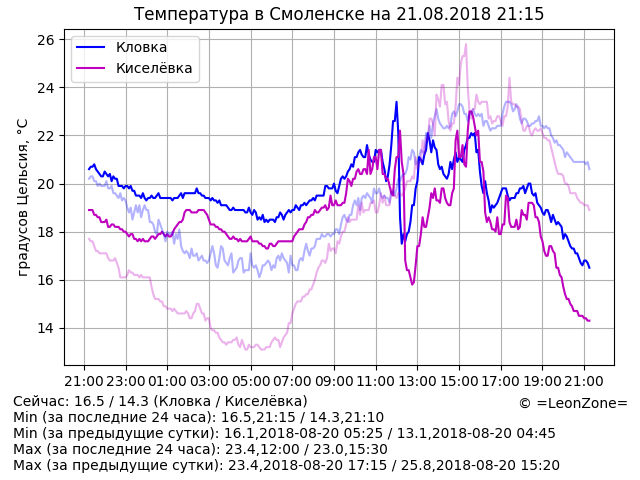 Температура в Смоленске на 21.08.2018 21:15
Кловка
Киселёвка
градусов Цельсия, °C
26
24
22
20
18
16
14
21:00 23:00 01:00 03:00 05:00 07:00 09:00 11:00 13:00 15:00 17:00 19:00 21:00
Сейчас: 16.5 / 14.3 (Кловка / Киселёвка)
© =LeonZone=
Min (за последние 24 часа): 16.5,21:15 / 14.3,21:10
Min (за предыдущие сутки): 16.1,2018-08-20 05:25 / 13.1,2018-08-20 04:45
Max (за последние 24 часа): 23.4,12:00 / 23.0,15:30
Max (за предыдущие сутки): 23.4,2018-08-20 17:15 / 25.8,2018-08-20 15:20